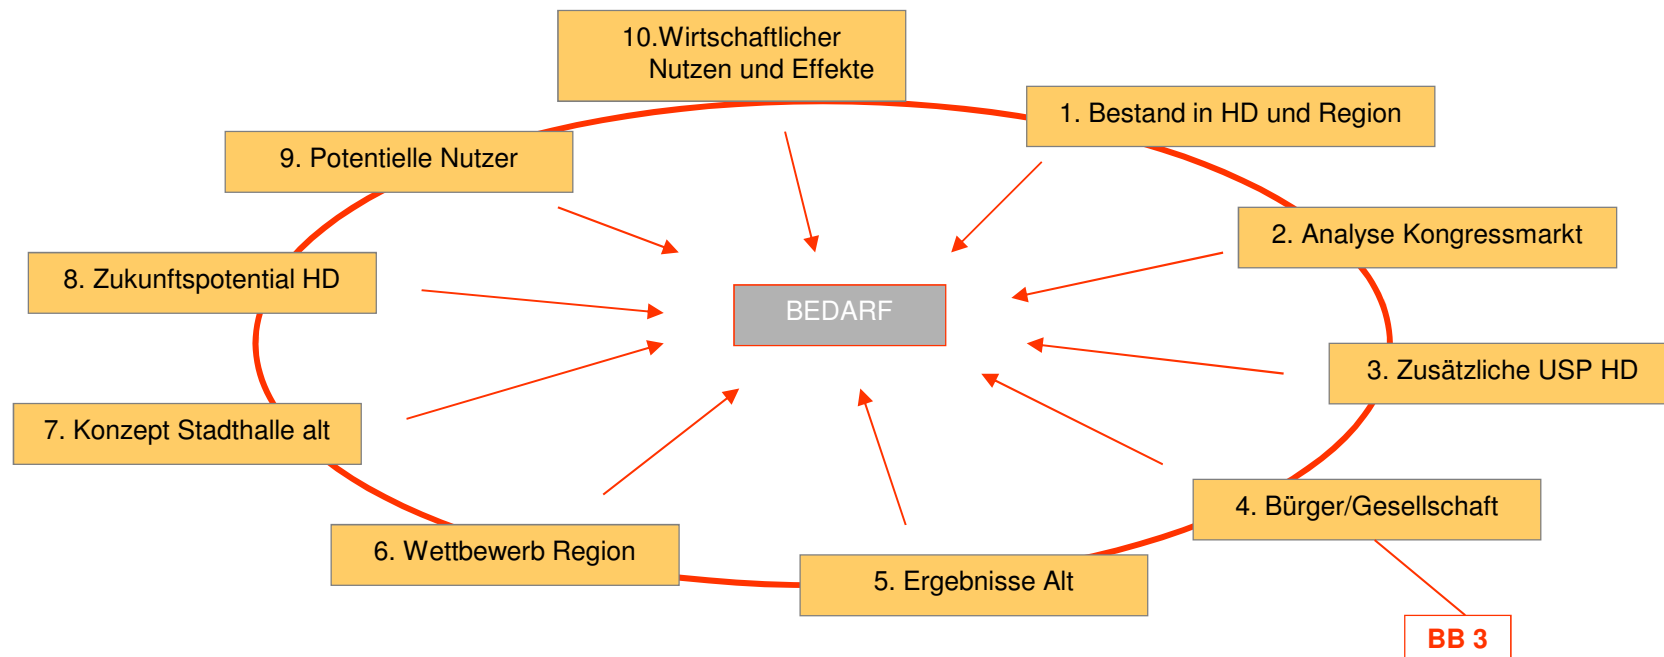 10.Wirtschaftlicher
Nutzen und Effekte
1. Bestand in HD und Region
9. Potentielle Nutzer
2. Analyse Kongressmarkt
8. Zukunftspotential HD
BEDARF
3. Zusätzliche USP HD
7. Konzept Stadthalle alt
4. Bürger/Gesellschaft
6. Wettbewerb Region
5. Ergebnisse Alt
BB 3